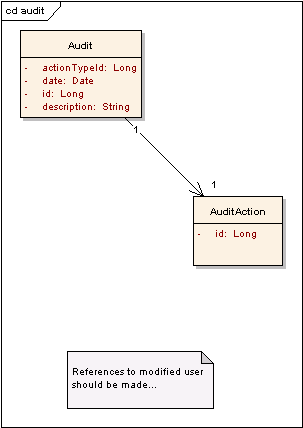 cd audit
Audit
- actionTypeId: Long
- date: Date
- id: Long
- description: String
1
1
AuditAction
- id: Long
References to modified user
should be made...